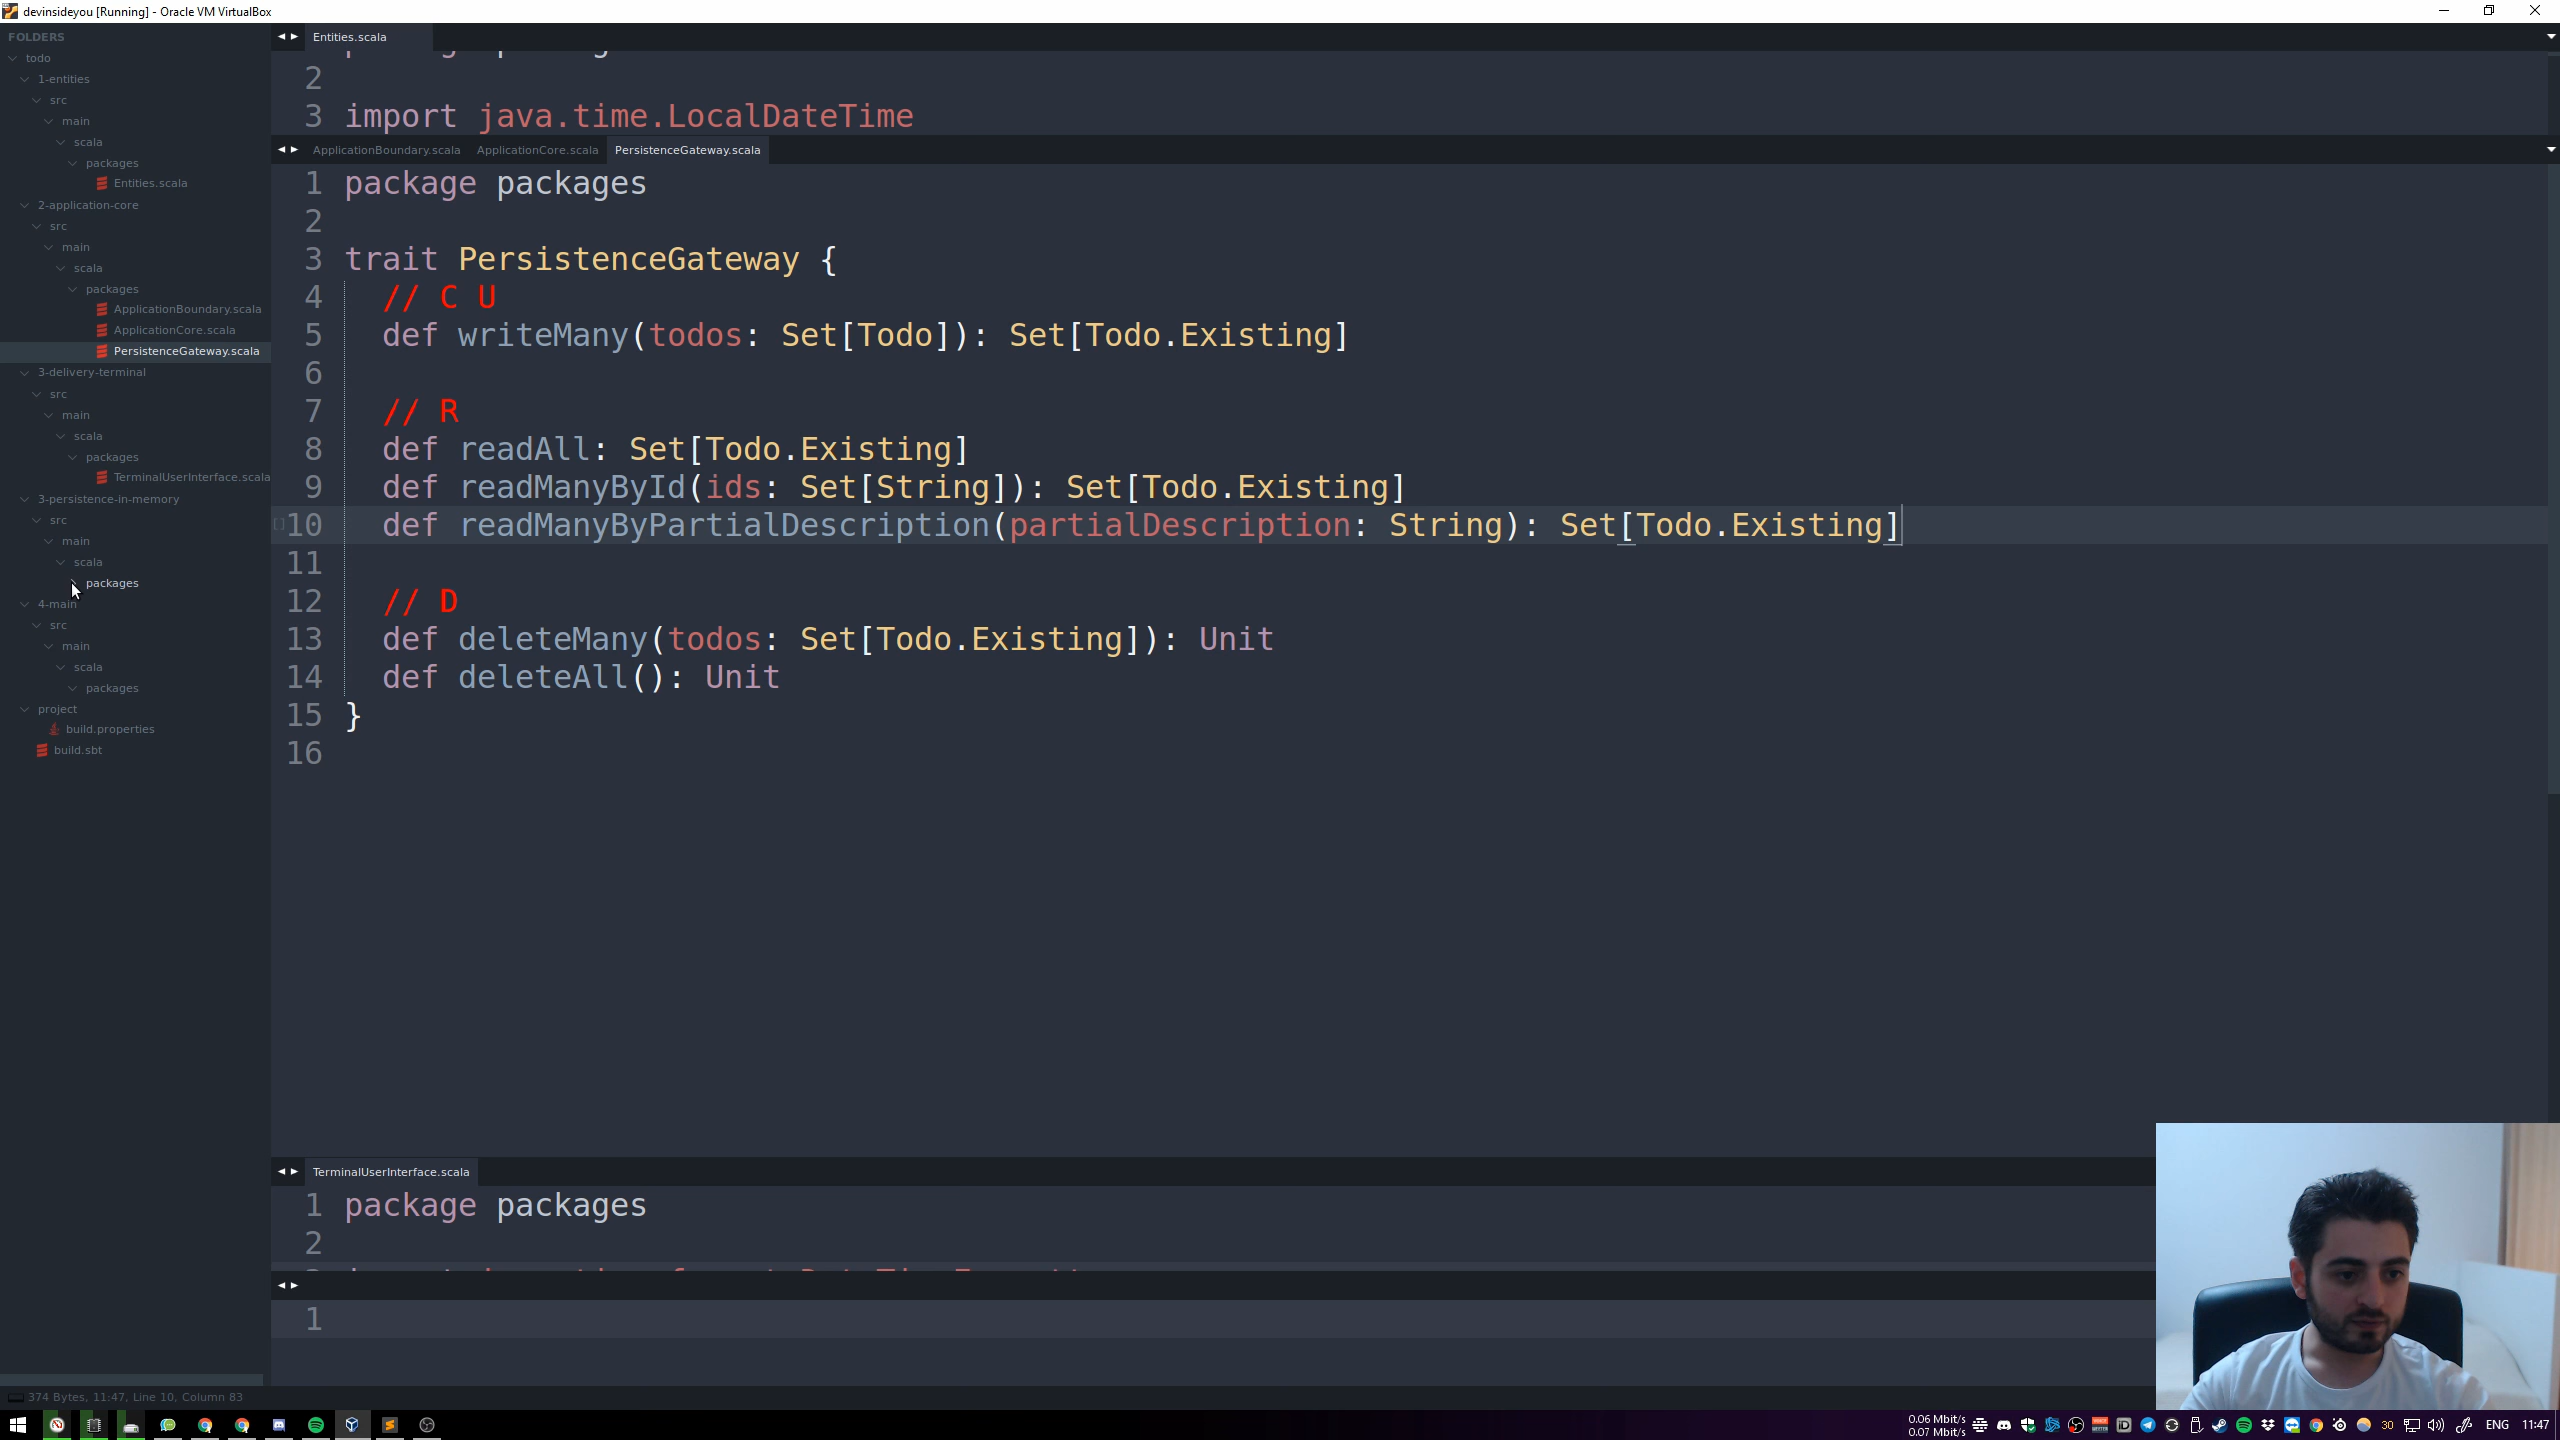 devinsideyou [Running] - Oracle VM VirtualBox
FOLDERS
todo
1-entities
src
main
scala
packages
Entities.scala
2-application-core
src
main
scala
packages
ApplicationBoundary.scala
ApplicationCore.scala
PersistenceGateway.scala
3-delivery-terminal
src
main
scala
packages
TerminalUserInterface.scala
3-persistence-in-memory
src
main
scala
packages
4-main
src
main
scala
packages
project
build.properties
build.sbt
Entities.scala
2
3 import java.time.LocalDateTime
ApplicationBoundary.scala ApplicationCore.scala PersistenceGateway.scala
1 package packages
2
3 trait PersistenceGateway {
4 // C U
5 def writeMany(todos: Set[Todo]): Set[Todo.Existing]
6
7 // R
8 def readAll: Set[Todo.Existing]
9 def readManyById(ids: Set[String]): Set[Todo.Existing]
10 def readManyByPartialDescription(partialDescription: String): Set[Todo.Existing]
11
12 // D
13 def deleteMany(todos: Set[Todo.Existing]): Unit
14 def deleteAll(): Unit
15 }
16
TerminalUserInterface.scala
1 package packages
2
1
374 Bytes, 11:47, Line 10, Column 83
0.06 Mbit/s
0.07 Mbit/s
30
ENG
11:47